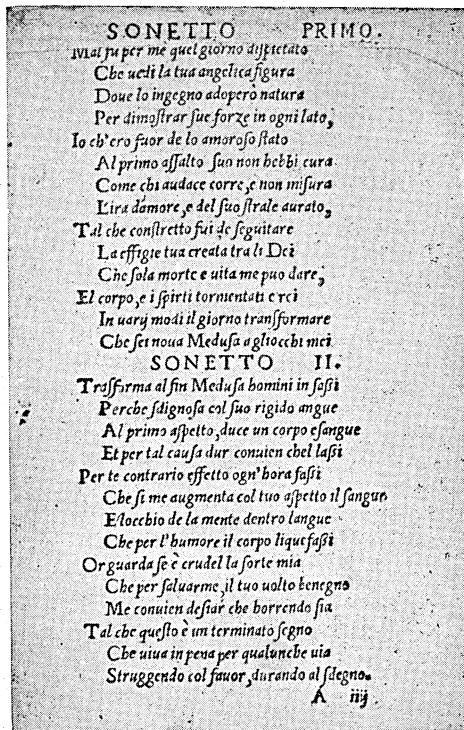 SONETTO PRIMO.
Mal fu per me quel giorno dispietato
Che uedi la tua angelica figura
Doue lo ingegno adoperò natura
Per dimostrar sue forze in ogni lato,
Io ch'ero fuor de lo amoroso stato
Al primo assalto suo non hebbi cura
Come chi audace corre, e non misura
L'ira d'amore, e del suo strale aurato,
Tal che constretto fui de seguitare
La effigie tua creata tra li Dei
Che sola morte e uita me puo dare,
El corpo, e i spirti tormentati e rei
In uarij modi il giorno transformare
Che sei noua Medusa a gliocchi mei
SONETTO II.
Trasforma al fin Medusa homini in sassi
Perche sdignosa col suo rigido angue
Al primo aspetto, duce un corpo esangue
Et per tal causa dur conuien chel lassi
Per te contrario effetto ogn'hora fassi
Che si me augmenta col tuo aspetto il sangue
E locchio de la mente dentro langue
Che per l'humore il corpo liquefassi
Or guarda se è crudel la sorte mia
Che per saluarme, il tuo uolto benegno
Me conuien desiar che horrendo sia
Tal che questo è un terminato segno
Che uiua in pena per qualunche uia
Struggendo col fauor, durando al sdegno.
A iiij